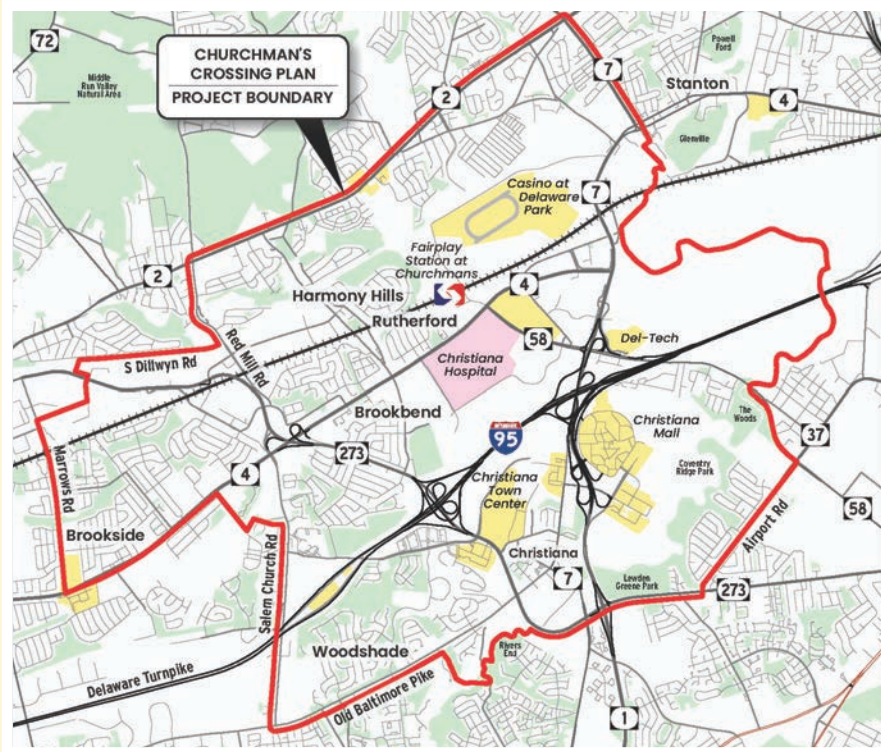 CHURCHMAN'S
CROSSING PLAN
PROJECT BOUNDARY
72
Middle
Run Valley
Natural Area
2
7
Powell
Ford
Stanton
4
Glenville
7
Casino at
Delaware
Park
Fairplay
Station at
Churchmans
2
Harmony Hills
4
Rutherford
58
Del-Tech
S Dillwyn Rd
Red Mill Rd
Christiana
Hospital
Brookbend
INTERSTATE
95
Christiana
Mall
The
Woods
37
Marrows Rd
273
4
Christiana
Town
Center
Coventry
Ridge Park
58
Brookside
Salem Church Rd
Airport Rd
Christiana
7
Lewden
Greene Park
273
Woodshade
Rivers
End
Delaware Turnpike
Old Baltimore Pike
1